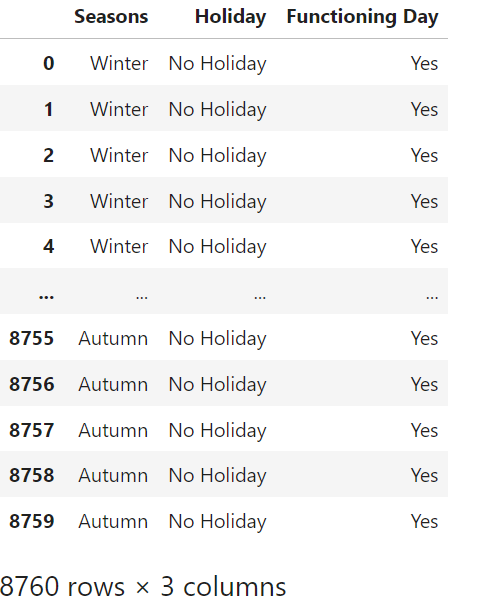 Seasons Holiday Functioning Day
0 Winter No Holiday Yes
1 Winter No Holiday Yes
2 Winter No Holiday Yes
3 Winter No Holiday Yes
4 Winter No Holiday Yes
... ... ... ...
8755 Autumn No Holiday Yes
8756 Autumn No Holiday Yes
8757 Autumn No Holiday Yes
8758 Autumn No Holiday Yes
8759 Autumn No Holiday Yes
8760 rows × 3 columns